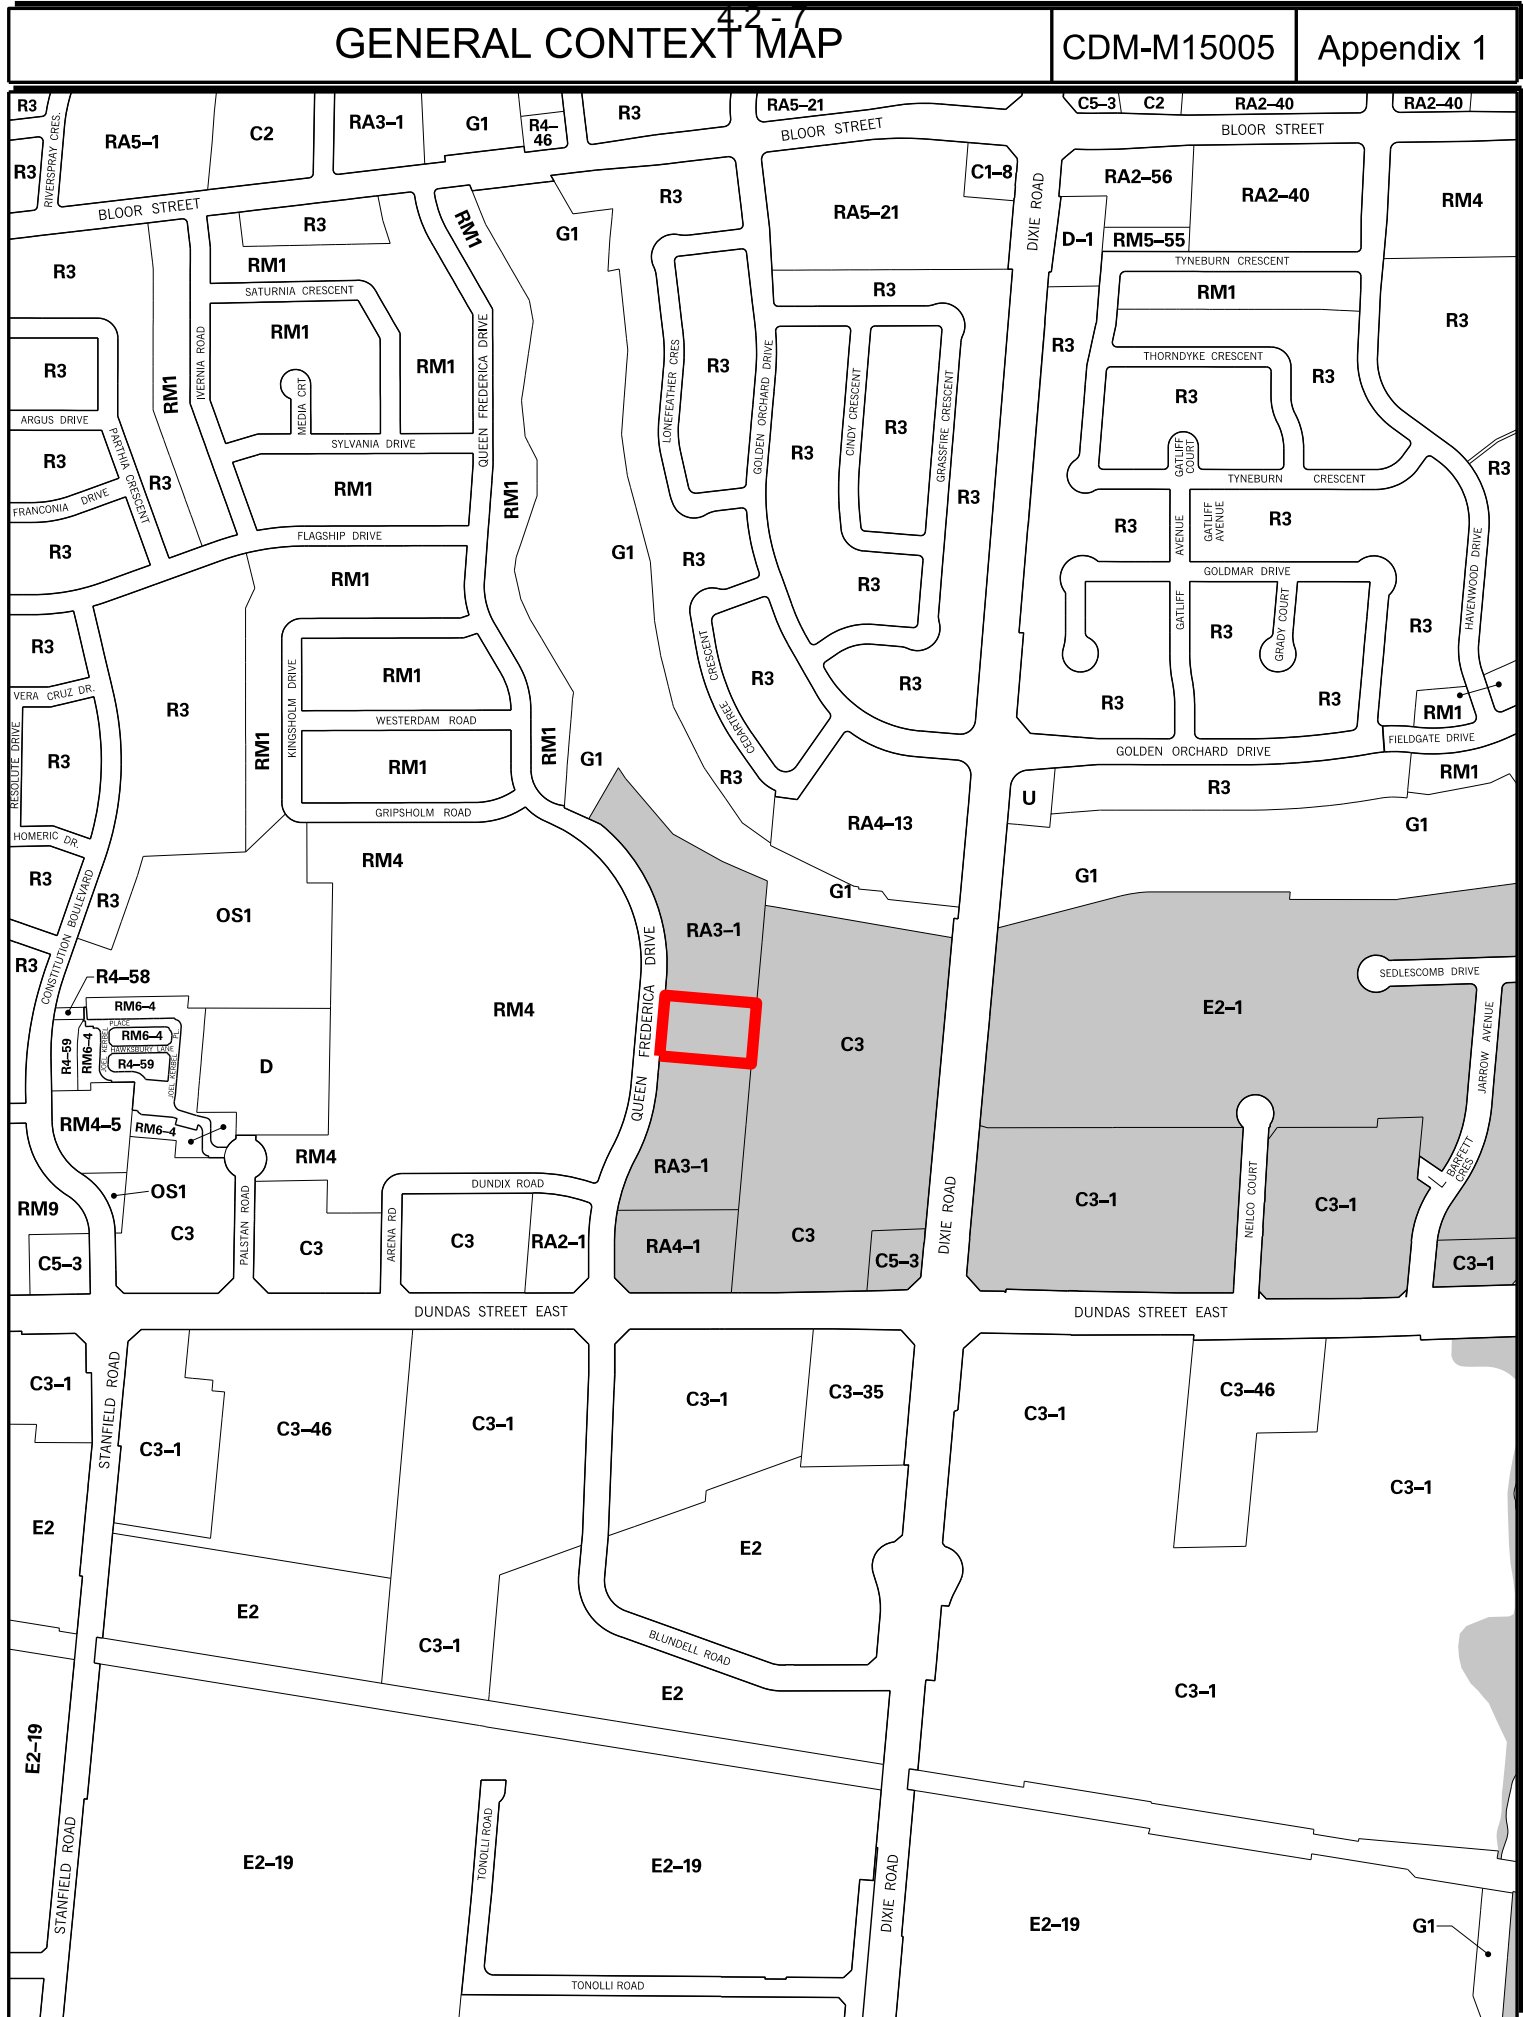 4.2 - 7
GENERAL CONTEXT MAP
CDM-M15005
Appendix 1
R3
RA5–1
C2
RA3–1
G1
R4–
46
R3
RA5–21
C5–3
C2
RA2–40
RA2–40
BLOOR STREET
BLOOR STREET
RIVERSPRAY CRES.
R3
BLOOR STREET
R3
RM1
G1
R3
RA5–21
C1–8
DIXIE ROAD
D–1
RA2–56
RM5–55
RA2–40
RM4
TYNEBURN CRESCENT
R3
RM1
SATURNIA CRESCENT
R3
RM1
R3
RM1
RM1
QUEEN FREDERICA DRIVE
IVERNIA ROAD
MEDIA CRT
R3
R3
THORNDYKE CRESCENT
R3
R3
R3
RM1
LONEFEATHER CRES
GOLDEN ORCHARD DRIVE
CINDY CRESCENT
GRASSFIRE CRESCENT
R3
ARGUS DRIVE
SYLVANIA DRIVE
R3
R3
PARTHIA CRESCENT
R3
R3
GATLIFF
COURT
TYNEBURN
CRESCENT
R3
FRANCONIA DRIVE
RM1
RM1
R3
R3
GATLIFF
AVENUE
R3
AVENUE
FLAGSHIP DRIVE
R3
RM1
G1
R3
R3
GOLDMAR DRIVE
HAVENWOOD DRIVE
GATLIFF
R3
GRADY COURT
R3
R3
VERA CRUZ DR.
R3
KINGSHOLM DRIVE
RM1
CEDARTREE
CRESCENT
R3
R3
R3
R3
RM1
WESTERDAM ROAD
RESOLUTE DRIVE
R3
RM1
RM1
RM1
G1
R3
GOLDEN ORCHARD DRIVE
FIELDGATE DRIVE
RM1
R3
U
GRIPSHOLM ROAD
RA4–13
G1
HOMERIC DR.
RM4
R3
R3
CONSTITUTION BOULEVARD
OS1
G1
G1
RA3–1
R3
R4–58
RM4
QUEEN FREDERICA DRIVE
SEDLESCOMB DRIVE
E2–1
JARROW AVENUE
RM6–4
PLACE
RM6–4
PL.
HAWKSBURY LANE
R4–59
JOEL KERBEL
JOEL KERBEL
R4–59
RM6–4
D
C3
RM4–5
RM6–4
RM4
RA3–1
BARFETT
CRES
DUNDIX ROAD
OS1
RM9
C3
PALSTAN ROAD
C3
ARENA RD
C3
RA2–1
RA4–1
C3
C5–3
DIXIE ROAD
C3–1
NEILCO COURT
C3–1
C3–1
C5–3
DUNDAS STREET EAST
DUNDAS STREET EAST
STANFIELD ROAD
C3–1
C3–1
C3–46
C3–1
C3–1
C3–35
C3–1
C3–46
C3–1
E2
E2
E2
C3–1
BLUNDELL ROAD
E2
C3–1
E2–19
STANFIELD ROAD
E2–19
TONOLLI ROAD
E2–19
DIXIE ROAD
E2–19
G1
TONOLLI ROAD